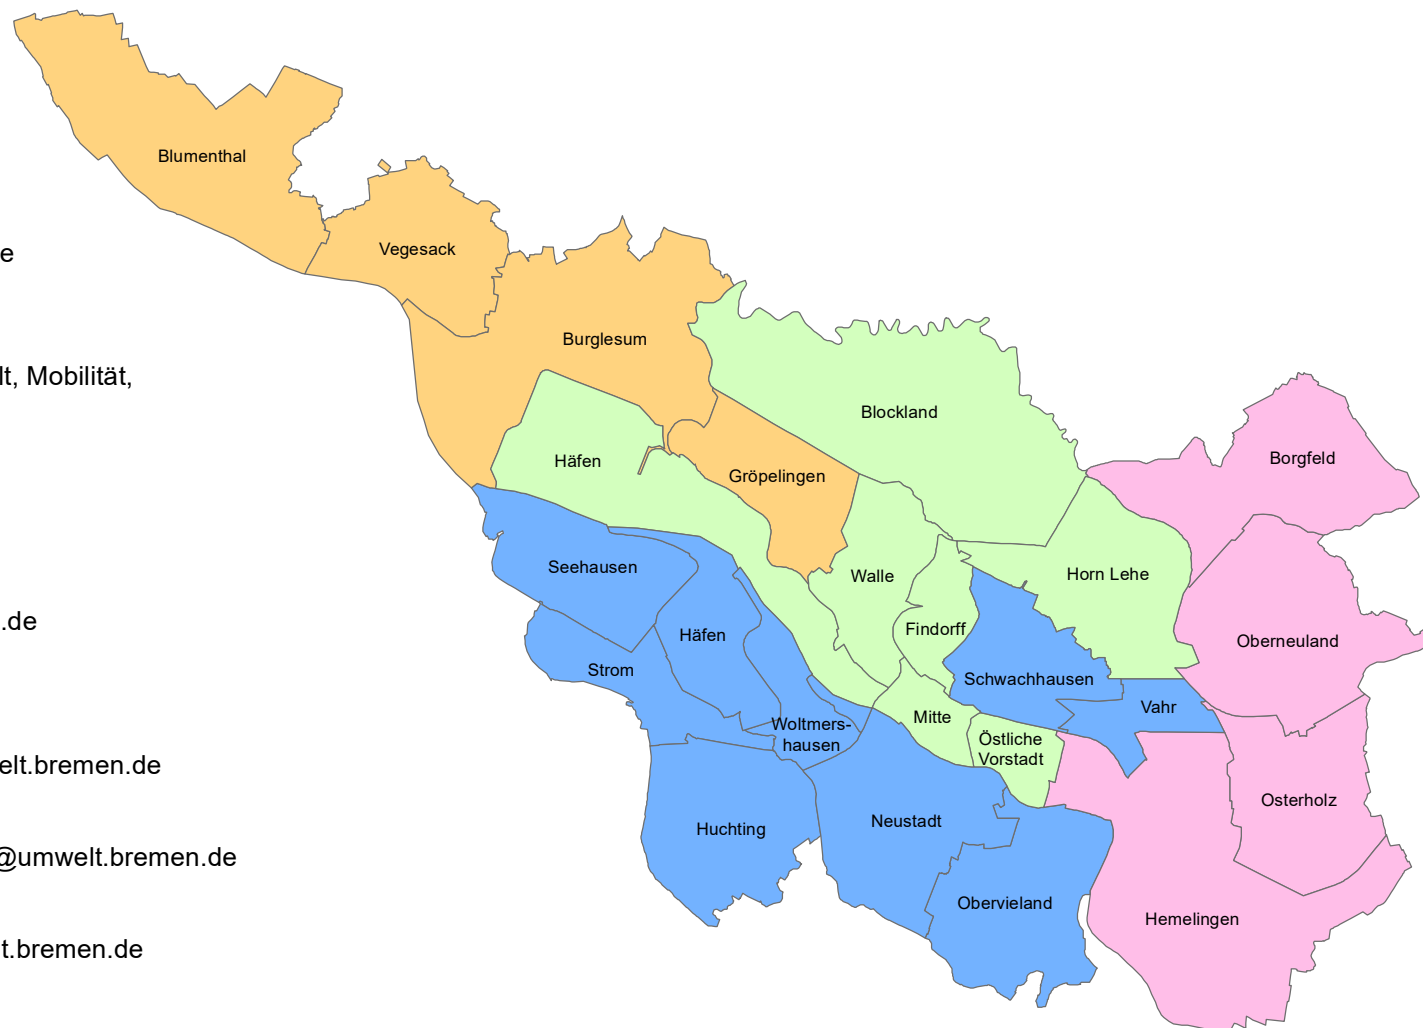 Blumenthal
Vegesack
e
Burglesum
lt, Mobilität,
Blockland
Borgfeld
Häfen
Gröpelingen
Seehausen
Walle
Horn Lehe
.de
Häfen
Findorff
Oberneuland
Strom
Schwachhausen
Vahr
Mitte
Woltmers-
hausen
Östliche
Vorstadt
elt.bremen.de
Osterholz
Huchting
Neustadt
@umwelt.bremen.de
Obervieland
Hemelingen
t.bremen.de